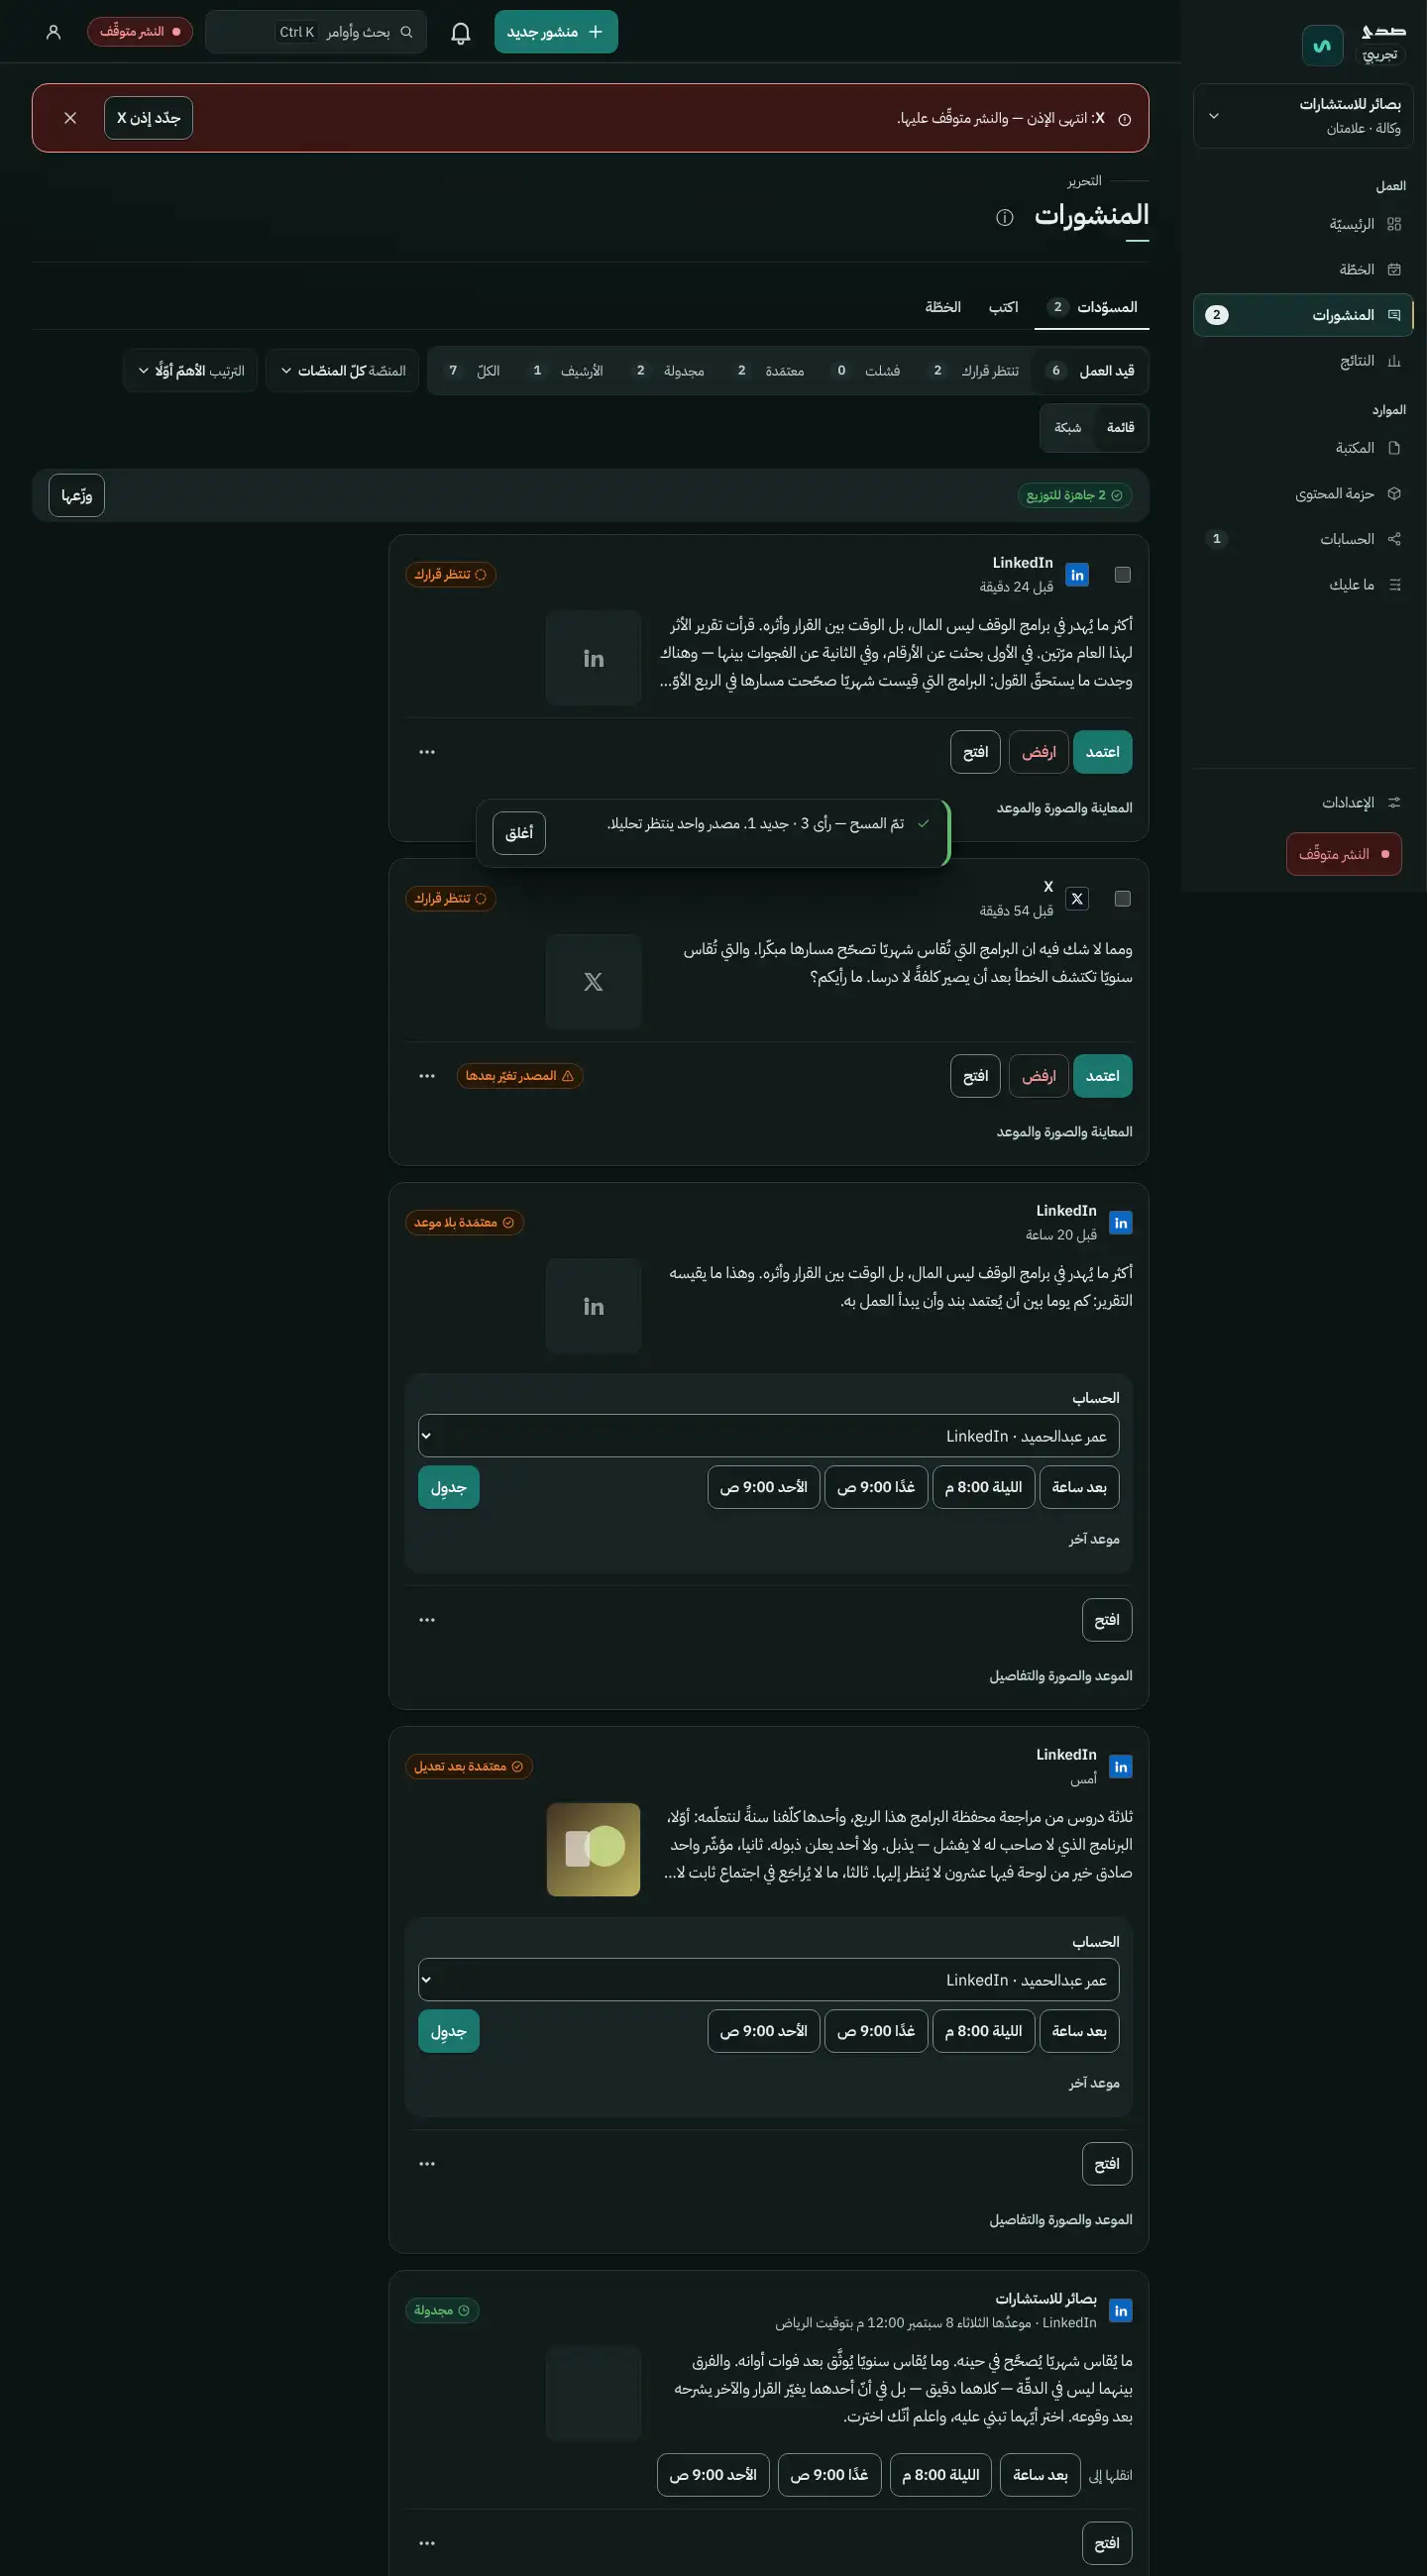 صدى
تجريبيّ
بصائر للاستشارات
وكالة · علامتان
العمل
الرئيسيّة
الخطّة
المنشورات 2
النتائج
الموارد
المكتبة
حزمة المحتوى
الحسابات 1
ما عليك
الإعدادات
النشر متوقّف
منشور جديد
بحث وأوامر Ctrl K
النشر متوقّف
X: انتهى الإذن — والنشر متوقّف عليها.
جدّد إذن X
التحرير
المنشورات
المسوّدات 2 اكتب الخطّة
قيد العمل 6 تنتظر قرارك 2 فشلت 0 معتمَدة 2 مجدولة 2 الأرشيف 1 الكلّ 7
المنصّة كلّ المنصّات
الترتيب الأهمّ أوّلًا
قائمة شبكة
2 جاهزة للتوزيع
وزّعها
LinkedIn
قبل 24 دقيقة
تنتظر قرارك
أكثر ما يُهدر في برامج الوقف ليس المال، بل الوقت بين القرار وأثره. قرأت تقرير الأثر
لهذا العام مرّتين. في الأولى بحثت عن الأرقام، وفي الثانية عن الفجوات بينها — وهناك
وجدت ما يستحقّ القول: البرامج التي قِيست شهريّا صحّحت مسارها في الربع الأوّ...
in
اعتمد ارفض افتح
المعاينة والصورة والموعد
تمّ المسح — رأى 3 · جديد 1. مصدر واحد ينتظر تحليلا.
أغلق
X
قبل 54 دقيقة
تنتظر قرارك
ومما لا شك فيه ان البرامج التي تُقاس شهريّا تصحّح مسارها مبكّرا. والتي تُقاس
سنويّا تكتشف الخطأ بعد أن يصير كلفةً لا درسا. ما رأيكم؟
اعتمد ارفض افتح
المصدر تغيّر بعدها
المعاينة والصورة والموعد
LinkedIn
قبل 20 ساعة
معتمَدة بلا موعد
أكثر ما يُهدر في برامج الوقف ليس المال، بل الوقت بين القرار وأثره. وهذا ما يقيسه
التقرير: كم يوما بين أن يُعتمد بند وأن يبدأ العمل به.
in
الحساب
عمر عبدالحميد · LinkedIn
بعد ساعة الليلة 8:00 م غدًا 9:00 ص الأحد 9:00 ص
جدوِل
موعد آخر
افتح
الموعد والصورة والتفاصيل
LinkedIn
أمس
معتمَدة بعد تعديل
ثلاثة دروس من مراجعة محفظة البرامج هذا الربع، وأحدها كلّفنا سنةً لنتعلّمه: أوّلا،
البرنامج الذي لا صاحب له لا يفشل — يذبل. ولا أحد يعلن ذبوله. ثانيا، مؤشّر واحد
صادق خير من لوحة فيها عشرون لا يُنظر إليها. ثالثا، ما لا يُراجَع في اجتماع ثابت لا...
الحساب
عمر عبدالحميد · LinkedIn
بعد ساعة الليلة 8:00 م غدًا 9:00 ص الأحد 9:00 ص
جدوِل
موعد آخر
افتح
الموعد والصورة والتفاصيل
بصائر للاستشارات
LinkedIn · موعدُها الثلاثاء 8 سبتمبر 12:00 م بتوقيت الرياض
مجدولة
ما يُقاس شهريّا يُصحَّح في حينه. وما يُقاس سنويّا يُوثَّق بعد فوات أوانه. والفرق
بينهما ليس في الدقّة — كلاهما دقيق — بل في أنّ أحدهما يغيّر القرار والآخر يشرحه
بعد وقوعه. اختر أيّهما تبني عليه، واعلم أنّك اخترت.
انقلها إلى بعد ساعة الليلة 8:00 م غدًا 9:00 ص الأحد 9:00 ص
افتح